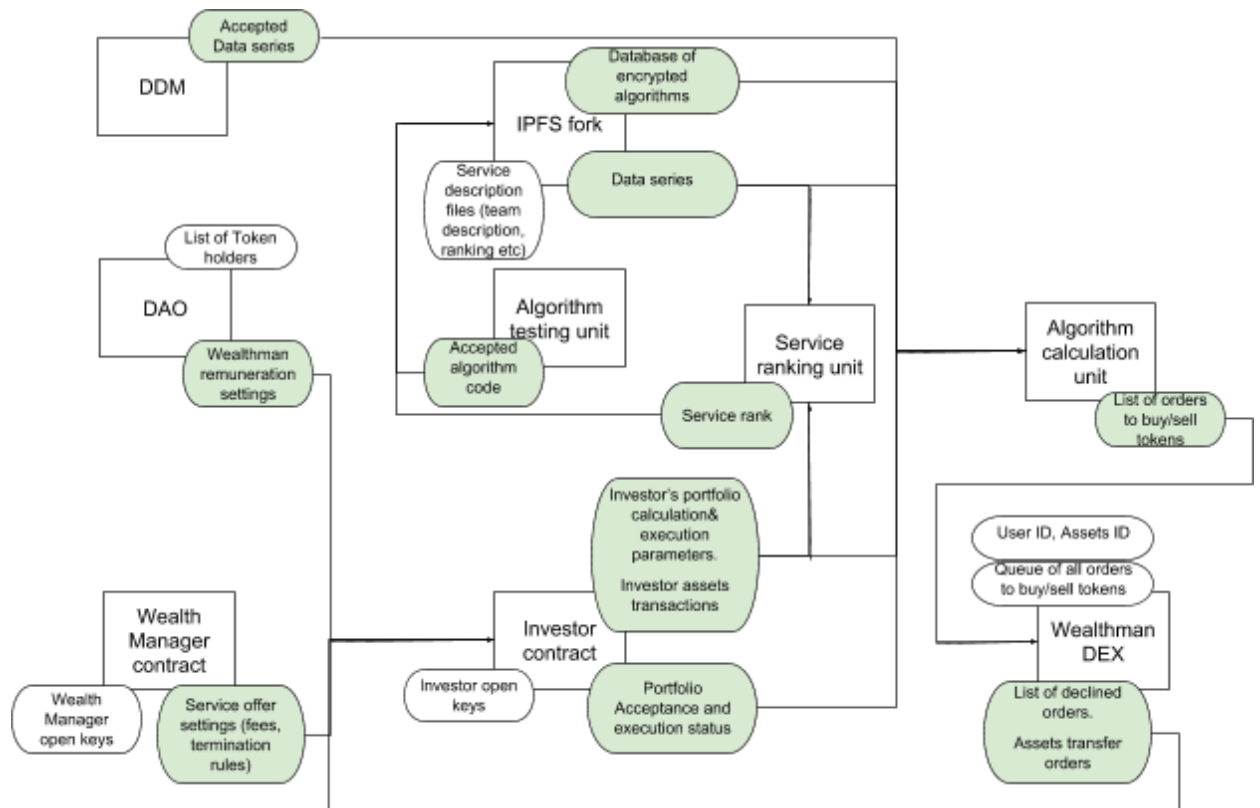 Accepted
Data series
DDM
Database of
encrypted
algorithms
IPFS fork
Service
description
files (team
description,
ranking etc)
Data series
List of Token
holders
DAO
Wealthman
remuneration
settings
Algorithm
testing unit
Accepted
algorithm
code
Service
ranking unit
Service rank
Algorithm
calculation
unit
List of orders
to buy/sell
tokens
Investor's portfolio
calculation&
execution
parameters.
Investor assets
transactions
User ID, Assets ID
Queue of all orders
to buy/sell tokens
Wealthman
DEX
List of declined
orders.
Assets transfer
orders
Wealth
Manager
contract
Wealth
Manager
open keys
Service offer
settings (fees,
termination
rules)
Investor
contract
Investor open
keys
Portfolio
Acceptance and
execution status